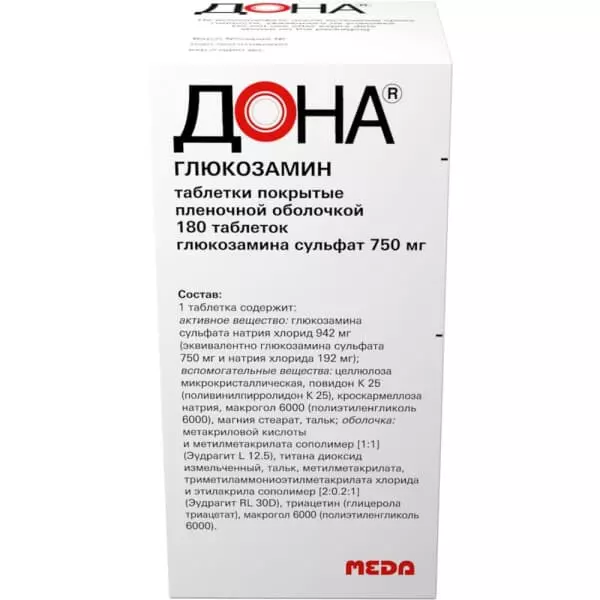 ДОНА®
ГЛЮКОЗАМИН
таблетки покрытые
пленочной оболочкой
180 таблеток
глюкозамина сульфат 750 мг
Состав:
1 таблетка содержит:
активное вещество: глюкозамина
сульфата натрия хлорид 942 мг
(эквивалентно глюкозамина сульфата
750 мг и натрия хлорида 192 мг);
вспомогательные вещества: целлюлоза
микрокристаллическая, повидон К 25
(поливинилпирролидон К 25), кроскармеллоза
натрия, макрогол 6000 (полиэтиленгликоль
6000), магния стеарат, тальк; оболочка:
метакриловой кислоты
и метилметакрилата сополимер [1:1]
(Эудрагит L 12.5), титана диоксид
измельченный, тальк, метилметакрилата,
триметиламмониоэтилметакрилата хлорида
и этилакрила сополимер [2:0.2:1]
(Эудрагит RL 30D), триацетин (глицерола
триацетат), макрогол 6000 (полиэтиленгликоль
6000).
MEDA